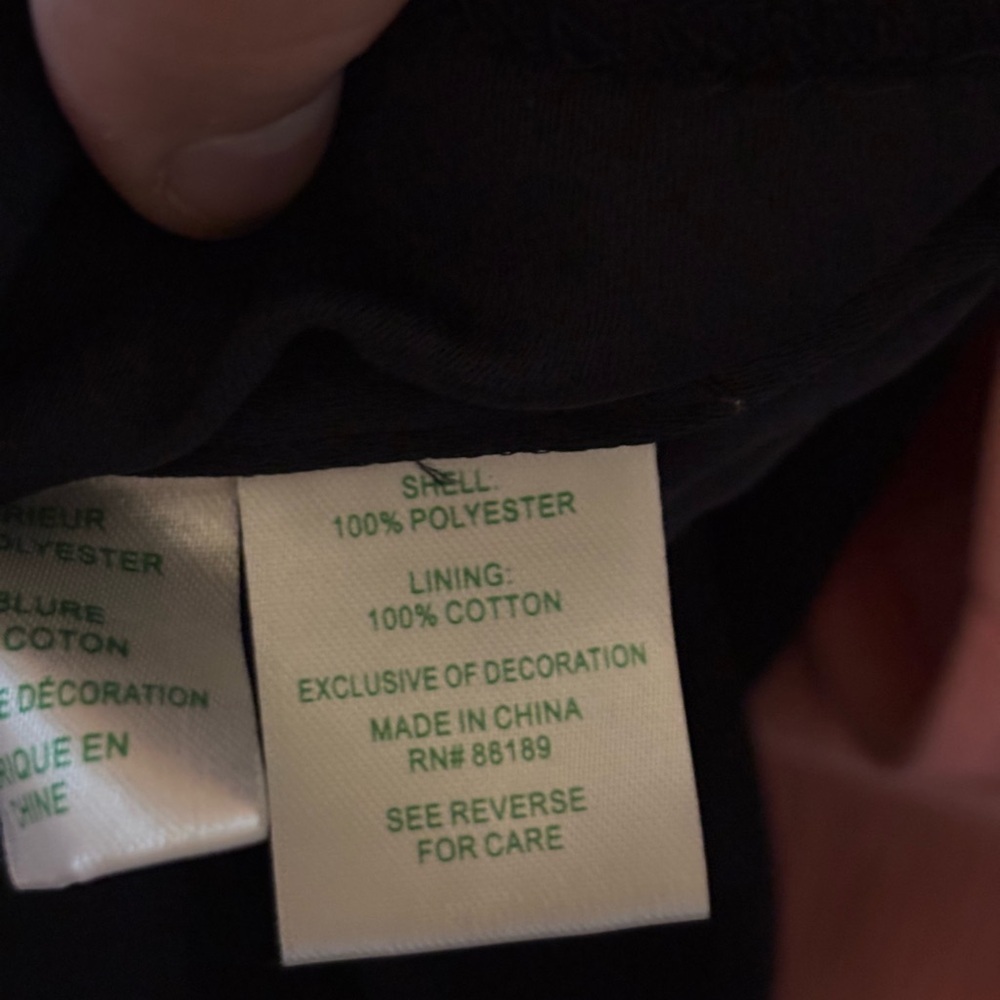 RIEUR
OLYESTER
BLURE
COTON
E DÉCORATION
RIQUE EN
CHINE
SHELL:
100% POLYESTER
LINING:
100% COTTON
EXCLUSIVE OF DECORATION
MADE IN CHINA
RN# 88189
SEE REVERSE
FOR CARE